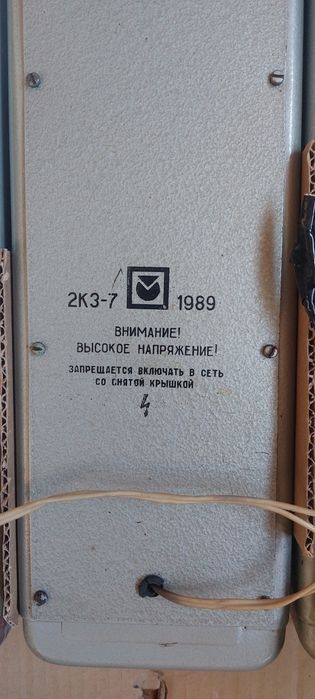 2КЗ-7 1989
ВНИМАНИЕ!
ВЫСОКОЕ НАПРЯЖЕНИЕ!
ЗАПРЕЩАЕТСЯ ВКЛЮЧАТЬ В СЕТЬ
СО СНЯТОЙ КРЫШКОЙ